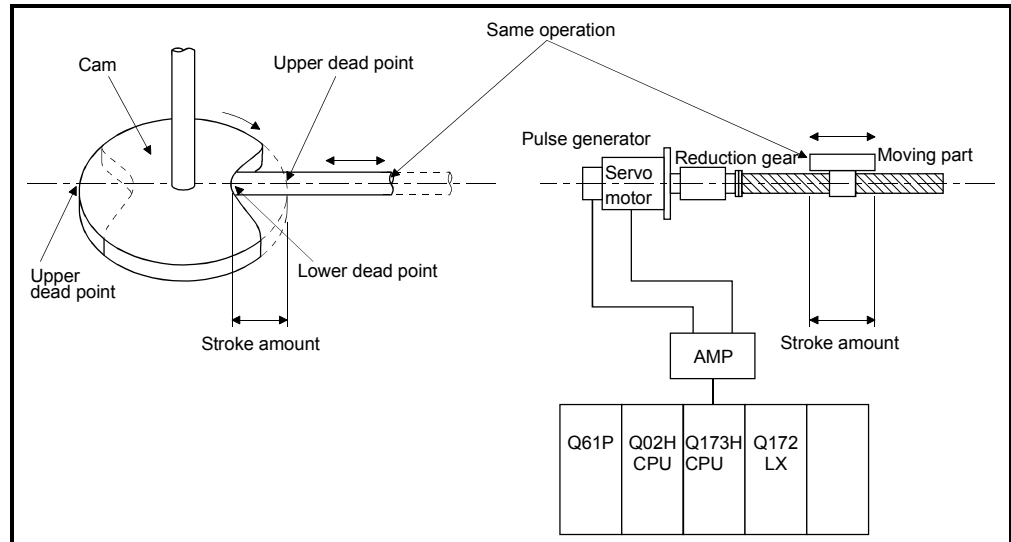 Same operation
Cam
Upper dead point
Upper
dead point
Lower dead point
Stroke amount
Pulse generator
Servo
motor
Reduction gear
Moving part
Stroke amount
AMP
Q61P
Q02H
CPU
Q173H
CPU
Q172
LX